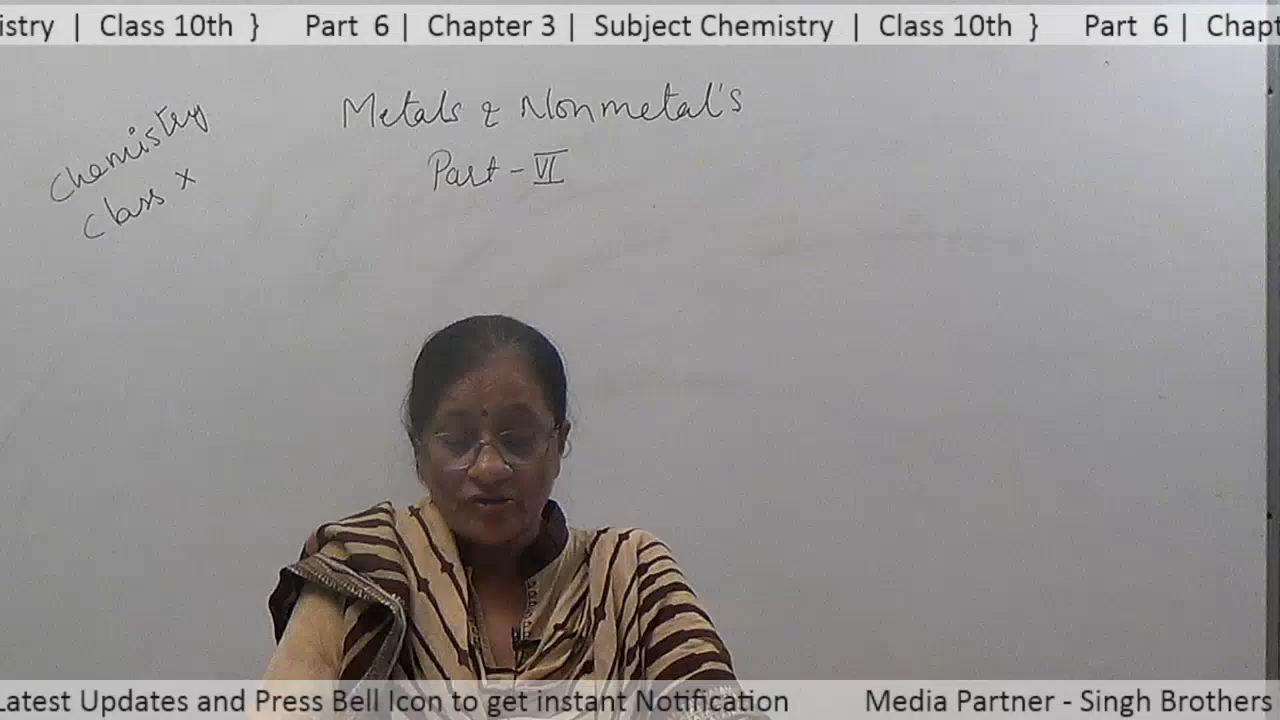 istry | Class 10th } Part 6 | Chapter 3 | Subject Chemistry | Class 10th } Part 6 | Chapt
Chemistry
Class X
Metals & Nonmetal's
Part - VI
Latest Updates and Press Bell Icon to get instant Notification Media Partner - Singh Brothers